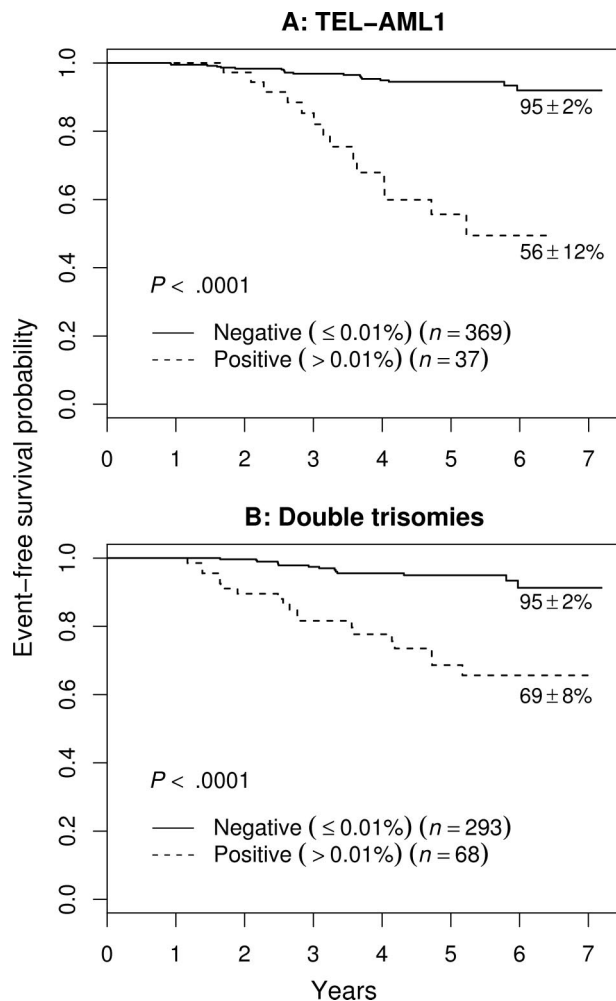 A: TEL−AML1
1.0
0.8
0.6
0.4
0.2
0.0
95 ± 2%
56 ± 12%
P < .0001
Negative (≤ 0.01%) (n = 369)
Positive (> 0.01%) (n = 37)
0 1 2 3 4 5 6 7
Event−free survival probability
B: Double trisomies
1.0
0.8
0.6
0.4
0.2
0.0
95 ± 2%
69 ± 8%
P < .0001
Negative (≤ 0.01%) (n = 293)
Positive (> 0.01%) (n = 68)
0 1 2 3 4 5 6 7
Years